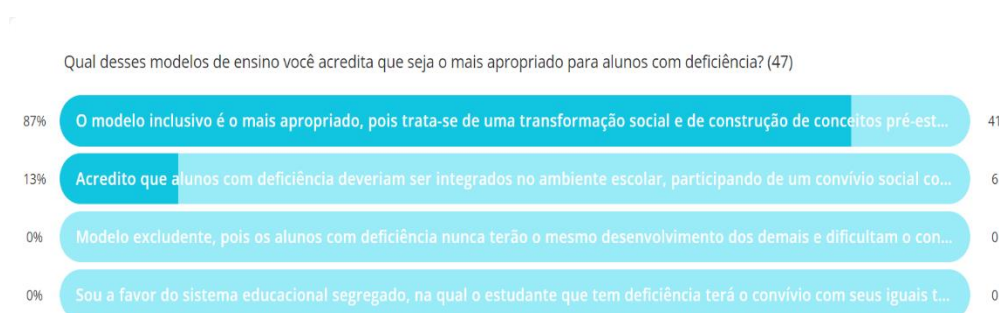 Qual desses modelos de ensino você acredita que seja o mais apropriado para alunos com deficiência? (47)
87% O modelo inclusivo é o mais apropriado, pois trata-se de uma transformação social e de construção de conceitos pré-est... 41
13% Acredito que alunos com deficiência deveriam ser integrados no ambiente escolar, participando de um convívio social co... 6
0% Modelo excludente, pois os alunos com deficiência nunca terão o mesmo desenvolvimento dos demais e dificultam o con... 0
0% Sou a favor do sistema educacional segregado, na qual o estudante que tem deficiência terá o convívio com seus iguais t... 0